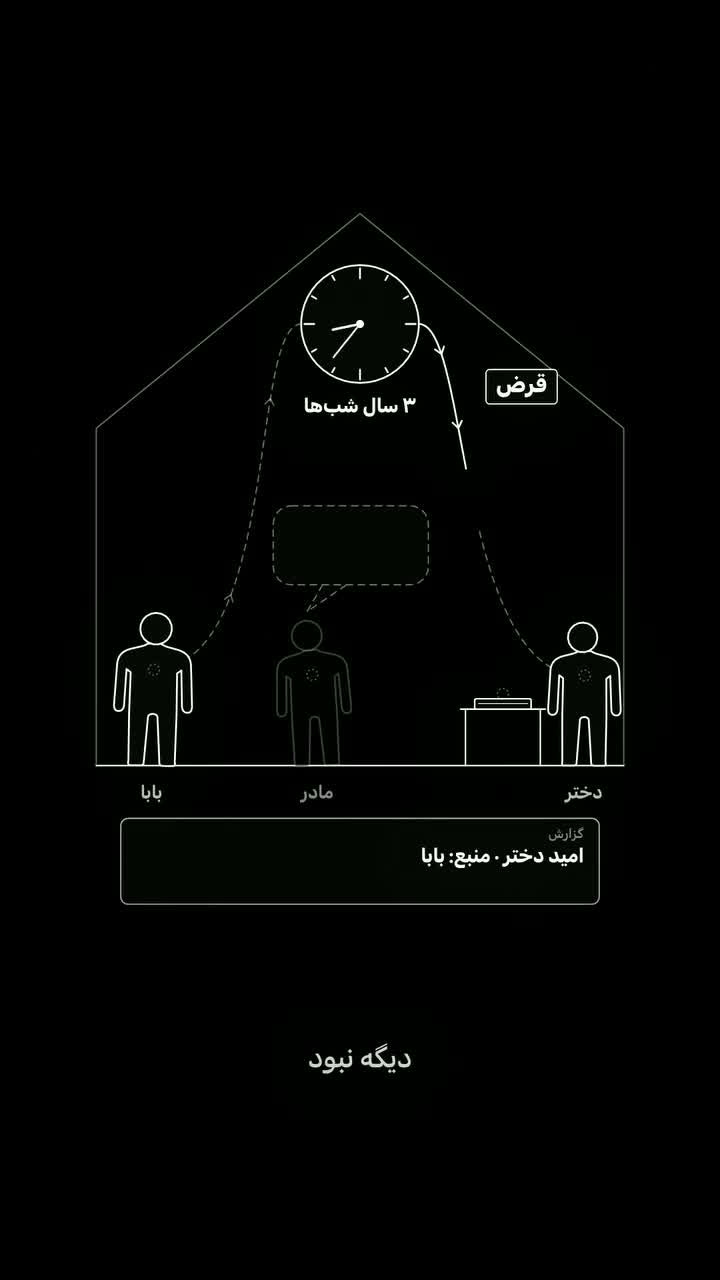 قرض
۳ سال شب‌ها
بابا
مادر
دختر
گزارش
امید دختر · منبع: بابا
دیگه نبود